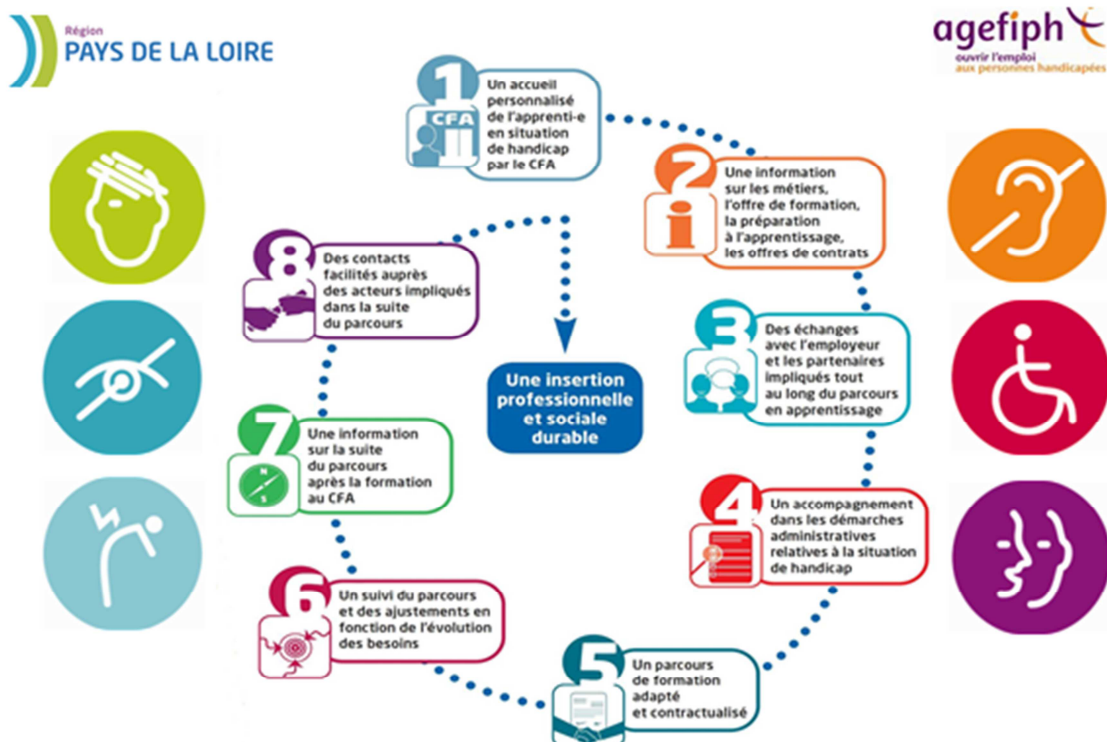 Région
PAYS DE LA LOIRE
agefiph
ouvrir l'emploi
aux personnes handicapées
1
CFA
Un accueil
personnalisé
de l'apprenti-e
en situation
de handicap
par le CFA
2
i
Une information
sur les métiers,
l'offre de formation,
la préparation
à l'apprentissage,
les offres de contrats
3
Des échanges
avec l'employeur
et les partenaires
impliqués tout
au long du parcours
en apprentissage
4
Un accompagnement
dans les démarches
administratives
relatives à la situation
de handicap
5
Un parcours
de formation
adapté
et contractualisé
6
Un suivi du parcours
et des ajustements en
fonction de l'évolution
des besoins
7
N
S
Une information
sur la suite
du parcours
après la formation
au CFA
8
Des contacts
facilités auprès
des acteurs impliqués
dans la suite
du parcours
Une insertion
professionnelle
et sociale
durable